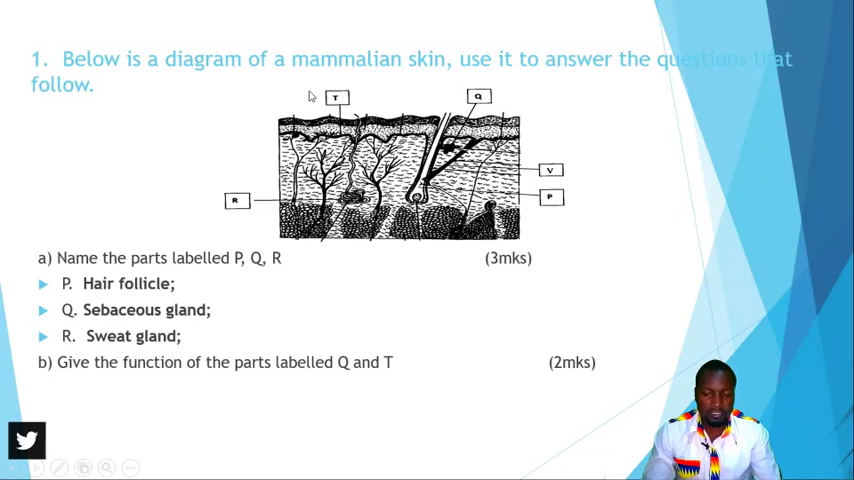 1. Below is a diagram of a mammalian skin, use it to answer the questions that
follow.
T
Q
V
R
P
a) Name the parts labelled P, Q, R (3mks)
P. Hair follicle;
Q. Sebaceous gland;
R. Sweat gland;
b) Give the function of the parts labelled Q and T (2mks)